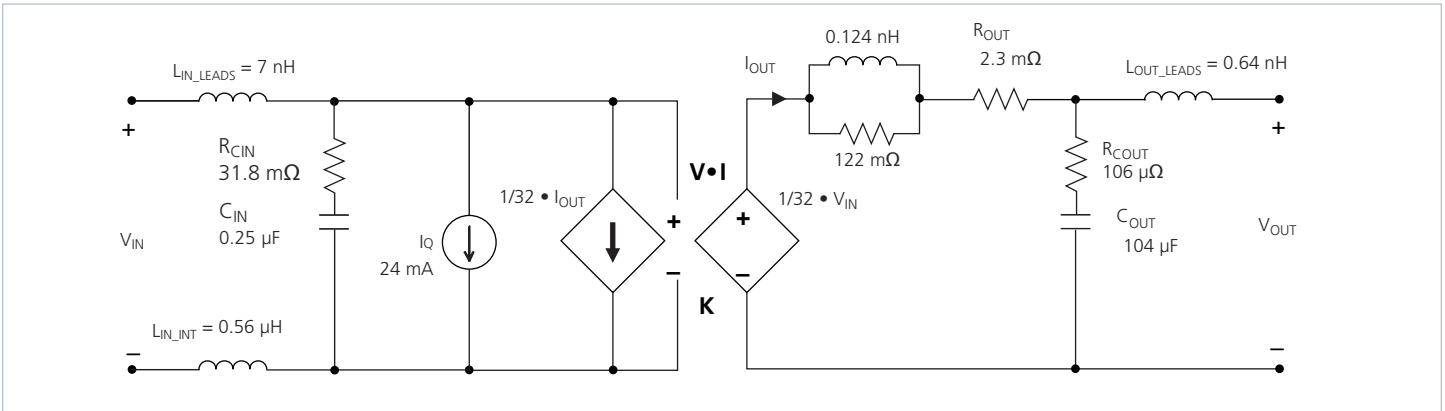 L_IN_LEADS = 7 nH
+
R_CIN
31.8 mΩ
C_IN
0.25 µF
V_IN
I_Q
24 mA
1/32 • I_OUT
L_IN_INT = 0.56 µH
–
V•I
+
–
K
+
–
1/32 • V_IN
I_OUT
0.124 nH
122 mΩ
R_OUT
2.3 mΩ
L_OUT_LEADS = 0.64 nH
+
R_COUT
106 µΩ
C_OUT
104 µF
V_OUT
–